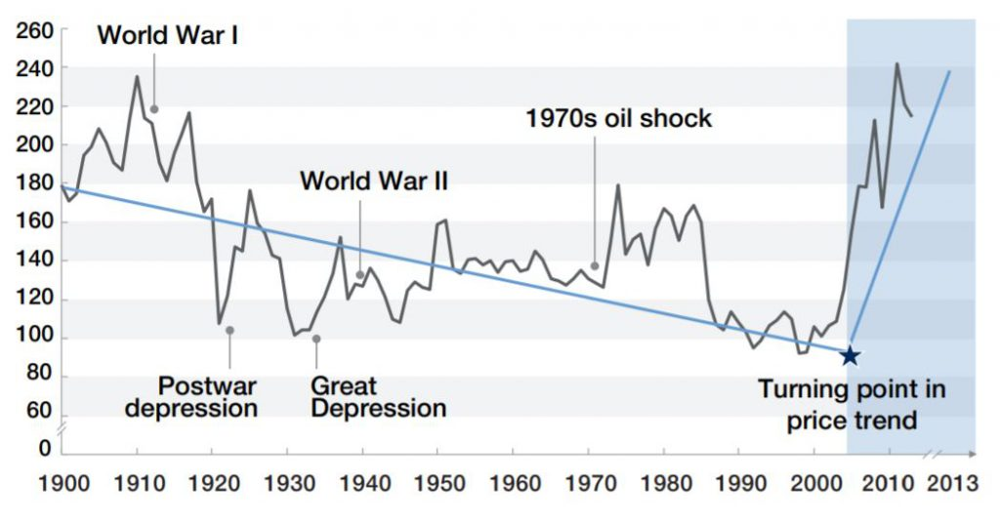 260
240
220
200
180
160
140
120
100
80
60
0
World War I
World War II
1970s oil shock
Postwar
depression
Great
Depression
Turning point in
price trend
1900 1910 1920 1930 1940 1950 1960 1970 1980 1990 2000 2010 2013